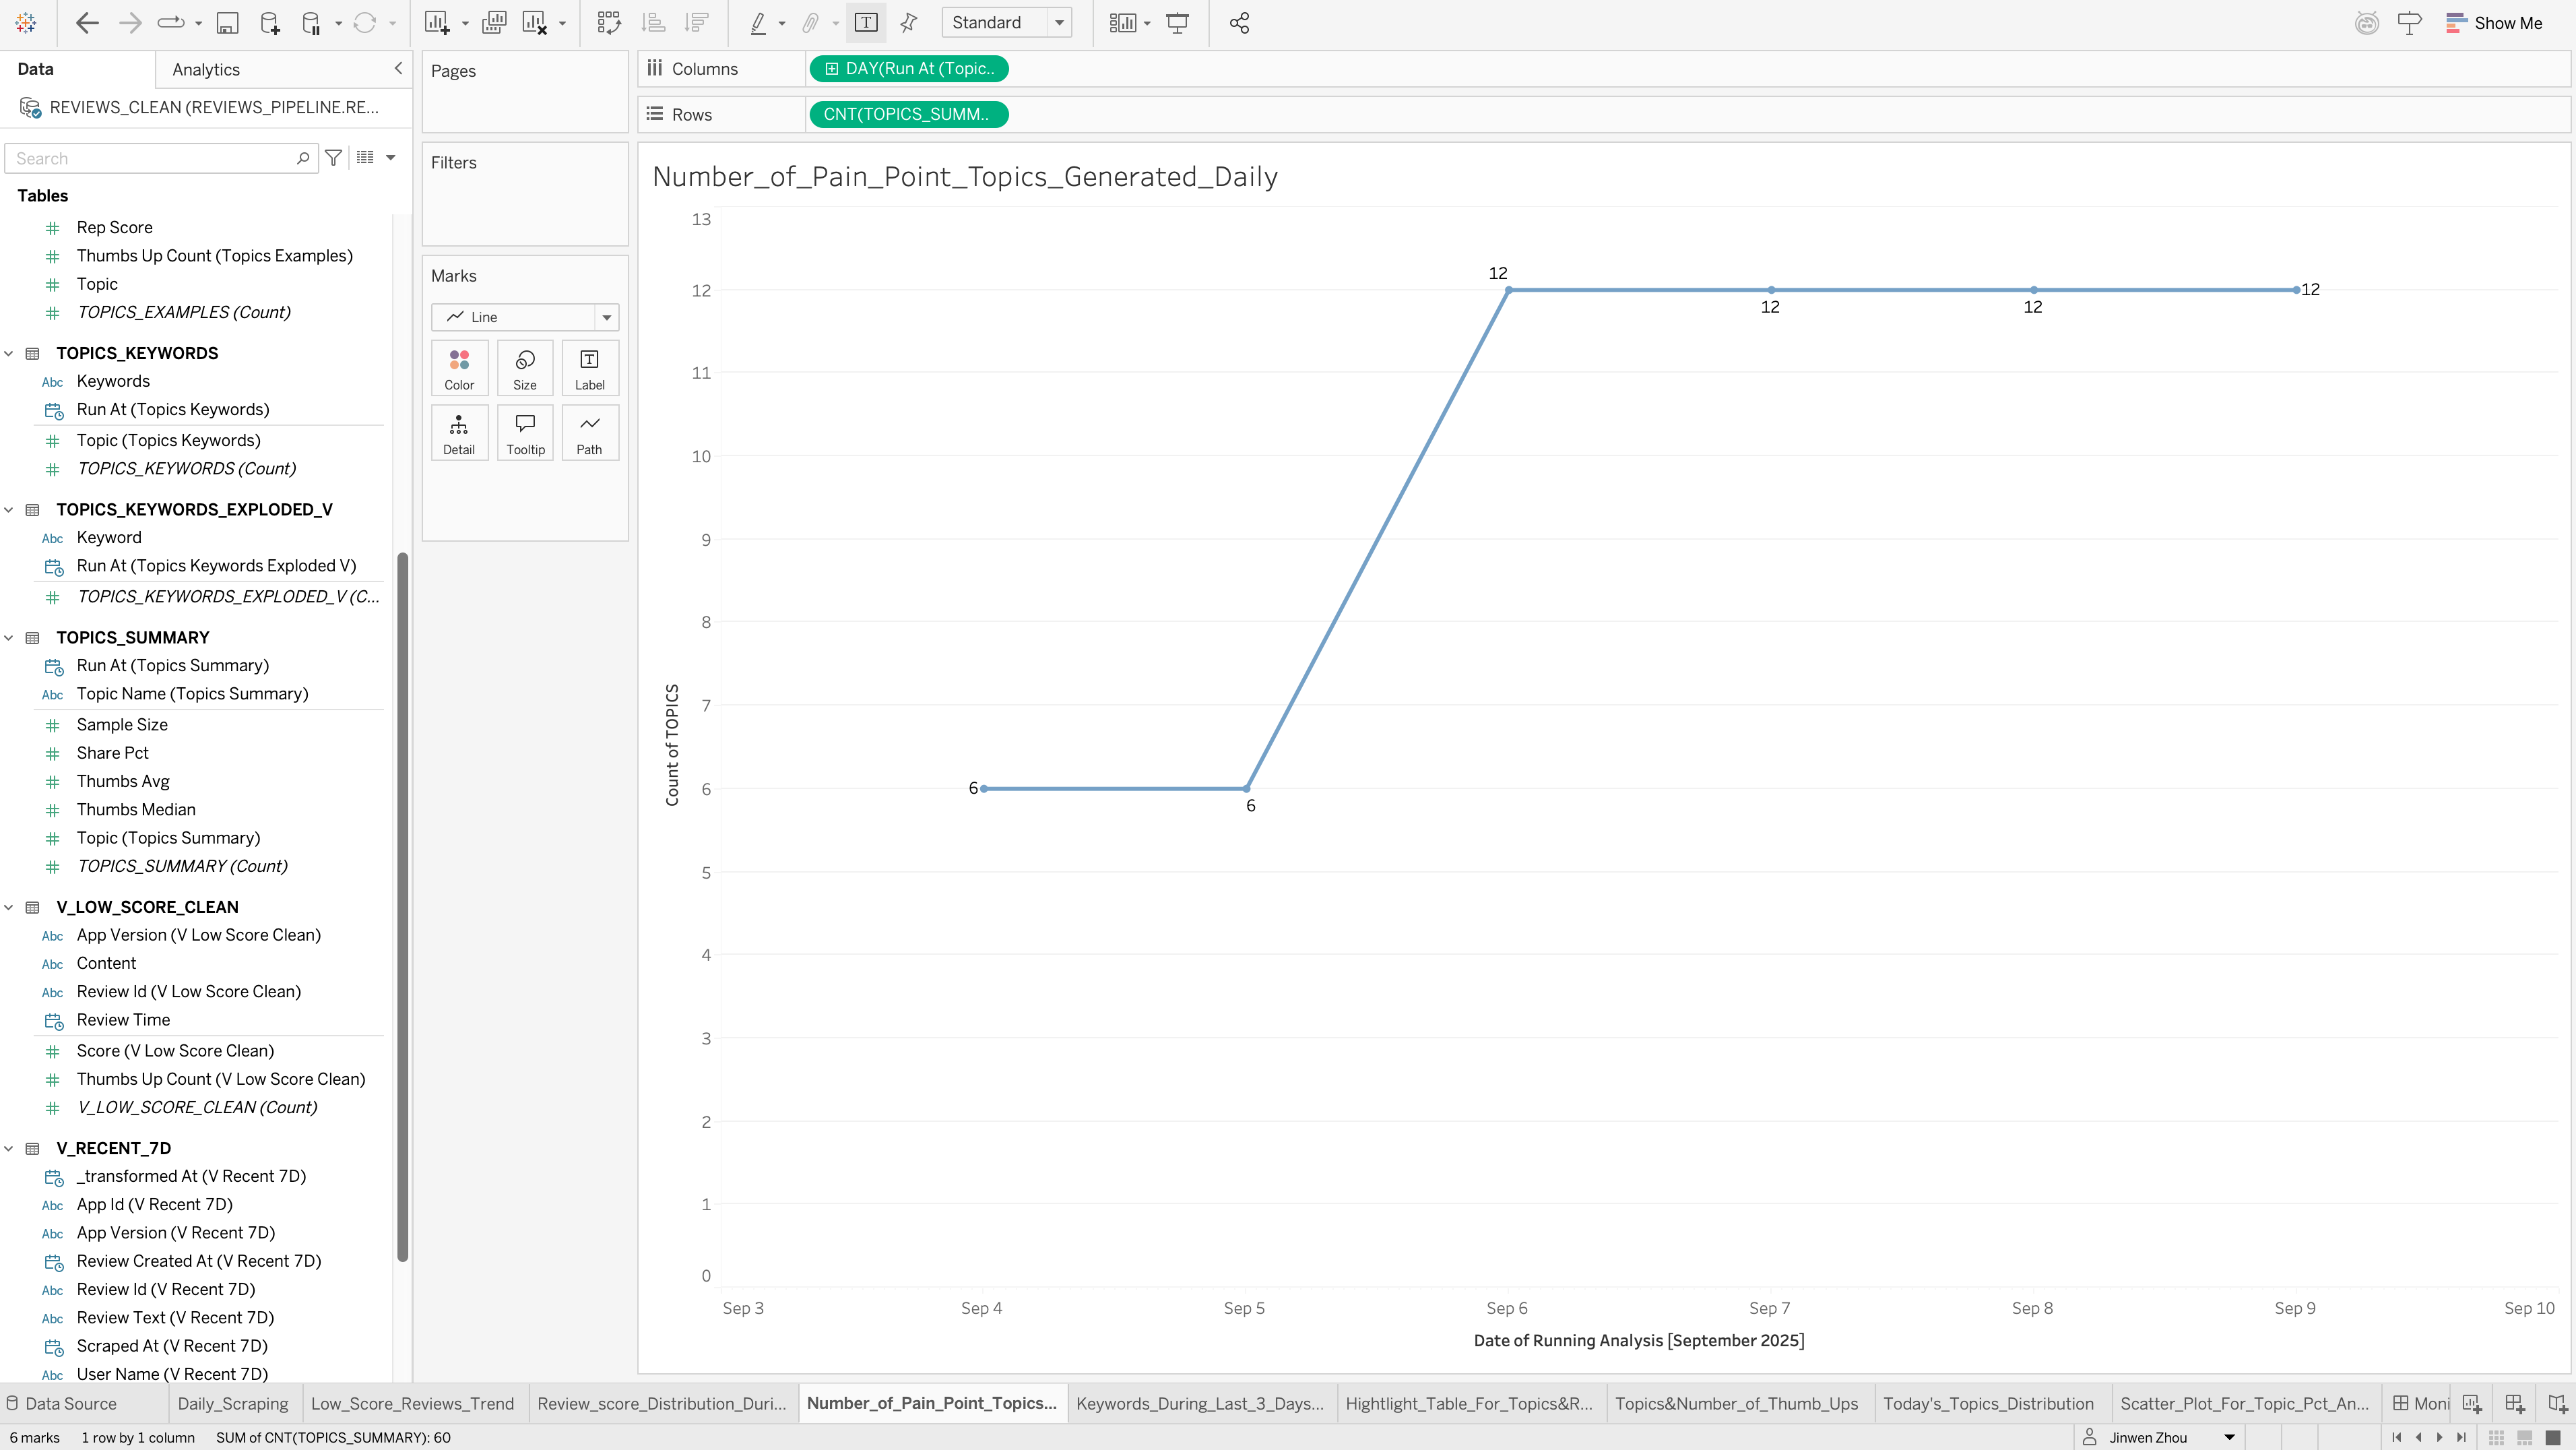 Standard
Show Me
Data
Analytics
REVIEWS_CLEAN (REVIEWS_PIPELINE.RE...
Search
Tables
Rep Score
Thumbs Up Count (Topics Examples)
Topic
TOPICS_EXAMPLES (Count)
TOPICS_KEYWORDS
Abc Keywords
Run At (Topics Keywords)
Topic (Topics Keywords)
TOPICS_KEYWORDS (Count)
TOPICS_KEYWORDS_EXPLODED_V
Abc Keyword
Run At (Topics Keywords Exploded V)
TOPICS_KEYWORDS_EXPLODED_V (C...
TOPICS_SUMMARY
Run At (Topics Summary)
Abc Topic Name (Topics Summary)
Sample Size
Share Pct
Thumbs Avg
Thumbs Median
Topic (Topics Summary)
TOPICS_SUMMARY (Count)
V_LOW_SCORE_CLEAN
Abc App Version (V Low Score Clean)
Abc Content
Abc Review Id (V Low Score Clean)
Review Time
Score (V Low Score Clean)
Thumbs Up Count (V Low Score Clean)
V_LOW_SCORE_CLEAN (Count)
V_RECENT_7D
_transformed At (V Recent 7D)
Abc App Id (V Recent 7D)
Abc App Version (V Recent 7D)
Review Created At (V Recent 7D)
Abc Review Id (V Recent 7D)
Abc Review Text (V Recent 7D)
Scraped At (V Recent 7D)
Abc User Name (V Recent 7D)
Pages
Filters
Marks
Line
Color Size T Label
Detail Tooltip Path
Columns DAY(Run At (Topic..
Rows CNT(TOPICS_SUMM..
Number_of_Pain_Point_Topics_Generated_Daily
Count of TOPICS
13
12
11
10
9
8
7
6
5
4
3
2
1
0
6
6
12
12
12
12
Sep 3 Sep 4 Sep 5 Sep 6 Sep 7 Sep 8 Sep 9 Sep 10
Date of Running Analysis [September 2025]
Data Source Daily_Scraping Low_Score_Reviews_Trend Review_score_Distribution_Duri... Number_of_Pain_Point_Topics... Keywords_During_Last_3_Days... Hightlight_Table_For_Topics&R... Topics&Number_of_Thumb_Ups Today's_Topics_Distribution Scatter_Plot_For_Topic_Pct_An... Moni
6 marks 1 row by 1 column SUM of CNT(TOPICS_SUMMARY): 60 Jinwen Zhou